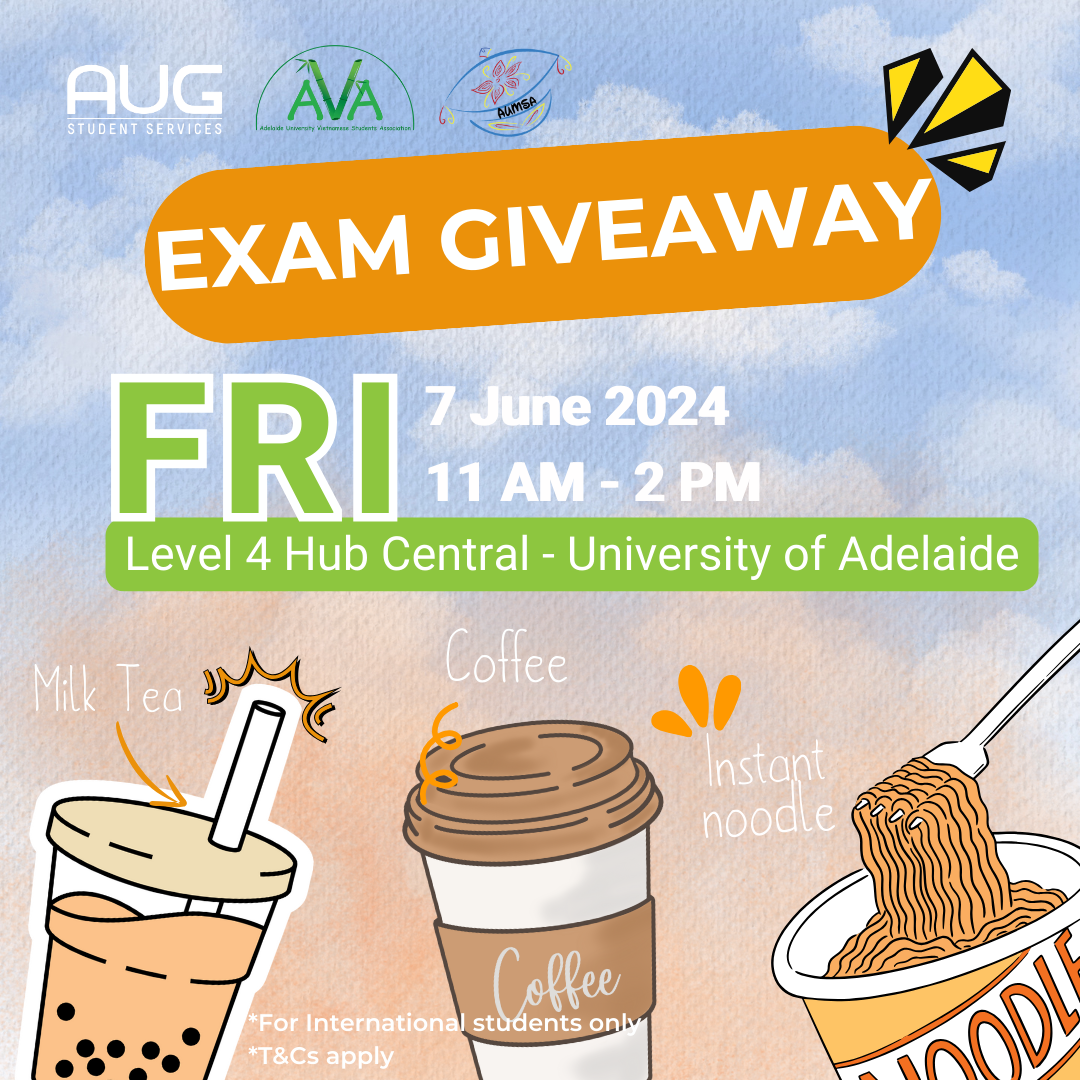 AUG
STUDENT SERVICES
AVA
Adelaide University Vietnamese Students Association
AUMSA
EXAM GIVEAWAY
FRI
7 June 2024
11 AM - 2 PM
Level 4 Hub Central - University of Adelaide
Milk Tea
Coffee
Instant
noodle
Coffee
NOODLE
*For International students only
*T&Cs apply